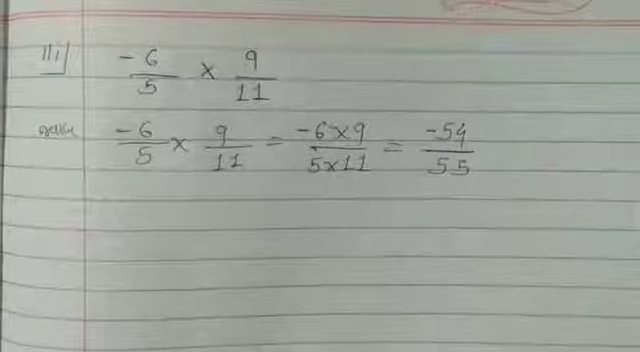 iii) -6/5 × 9/11
-6/5 × 9/11 = -6×9/5×11 = -54/55